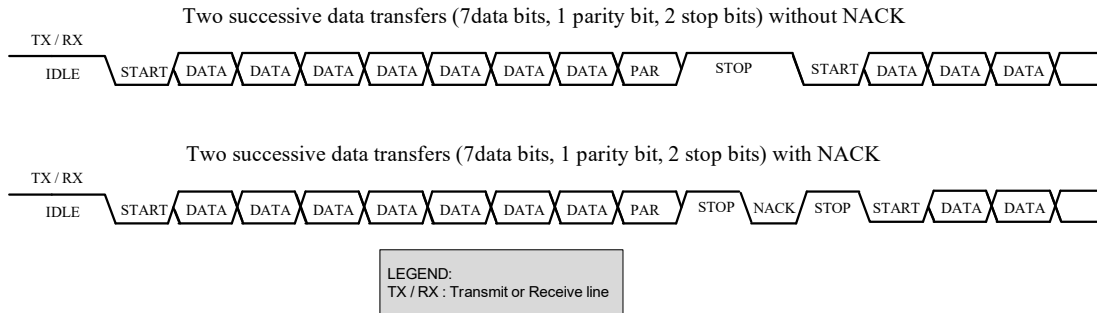 Two successive data transfers (7data bits, 1 parity bit, 2 stop bits) without NACK
TX / RX
IDLE START DATA DATA DATA DATA DATA DATA DATA PAR STOP START DATA DATA DATA
Two successive data transfers (7data bits, 1 parity bit, 2 stop bits) with NACK
TX / RX
IDLE START DATA DATA DATA DATA DATA DATA DATA PAR STOP NACK STOP START DATA DATA
LEGEND:
TX / RX : Transmit or Receive line